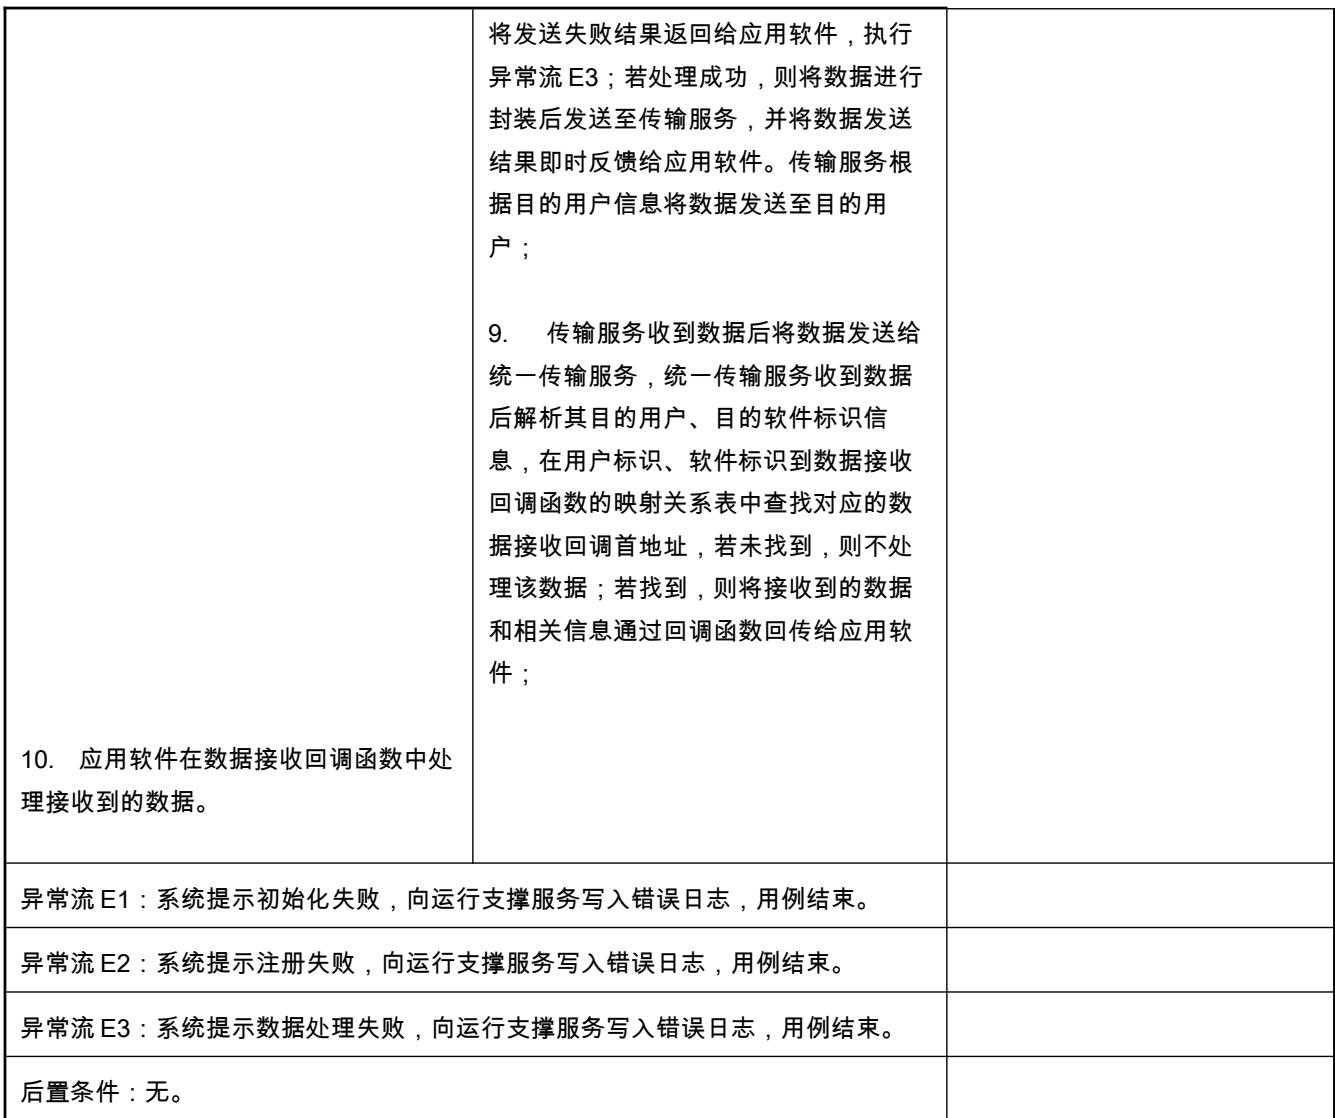 将发送失败结果返回给应用软件，执行
异常流 E3；若处理成功，则将数据进行
封装后发送至传输服务，并将数据发送
结果即时反馈给应用软件。传输服务根
据目的用户信息将数据发送至目的用
户；
9. 传输服务收到数据后将数据发送给
统一传输服务，统一传输服务收到数据
后解析其目的用户、目的软件标识信
息，在用户标识、软件标识到数据接收
回调函数的映射关系表中查找对应的数
据接收回调首地址，若未找到，则不处
理该数据；若找到，则将接收到的数据
和相关信息通过回调函数回传给应用软
件；
10. 应用软件在数据接收回调函数中处
理接收到的数据。
异常流 E1：系统提示初始化失败，向运行支撑服务写入错误日志，用例结束。
异常流 E2：系统提示注册失败，向运行支撑服务写入错误日志，用例结束。
异常流 E3：系统提示数据处理失败，向运行支撑服务写入错误日志，用例结束。
后置条件：无。